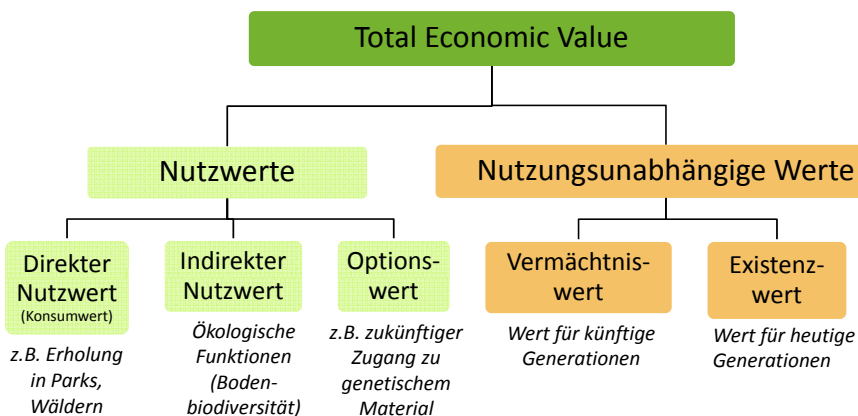 Total Economic Value
Nutzwerte
Nutzungsunabhängige Werte
Direkter
Nutzwert
(Konsumwert)
z.B. Erholung
in Parks,
Wäldern
Indirekter
Nutzwert
Ökologische
Funktionen
(Boden-
biodiversität)
Options-
wert
z.B. zukünftiger
Zugang zu
genetischem
Material
Vermächtnis-
wert
Wert für künftige
Generationen
Existenz-
wert
Wert für heutige
Generationen